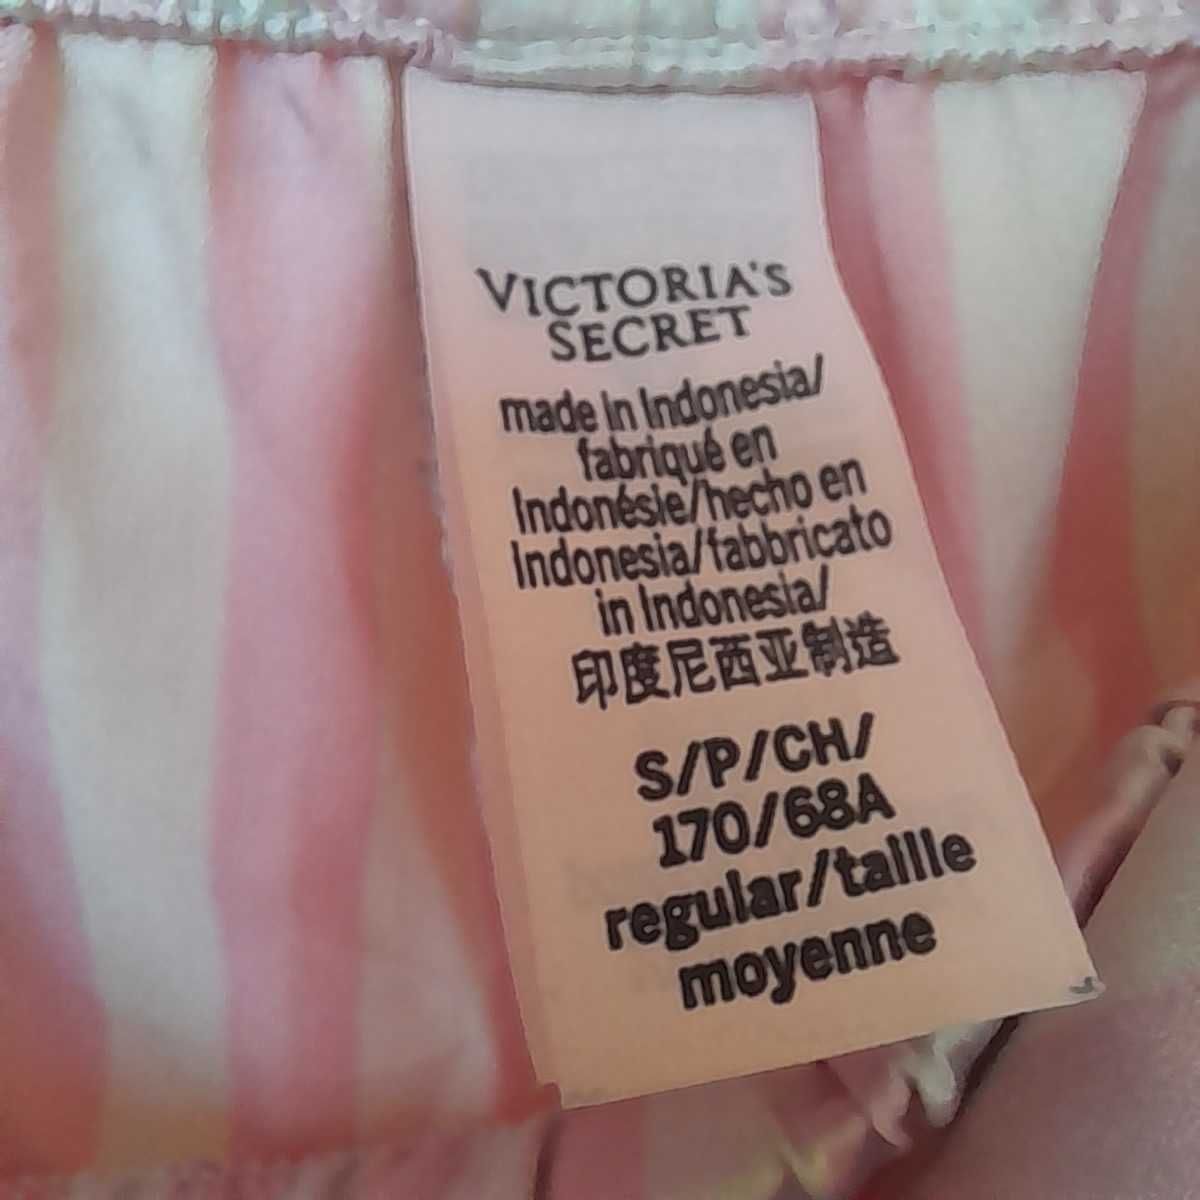 VICTORIA'S
SECRET
made in Indonesia/
fabriqué en
Indonésie/hecho en
Indonesia/fabbricato
in Indonesia/
印度尼西亚制造
S/P/CH/
170/68A
regular/taille
moyenne